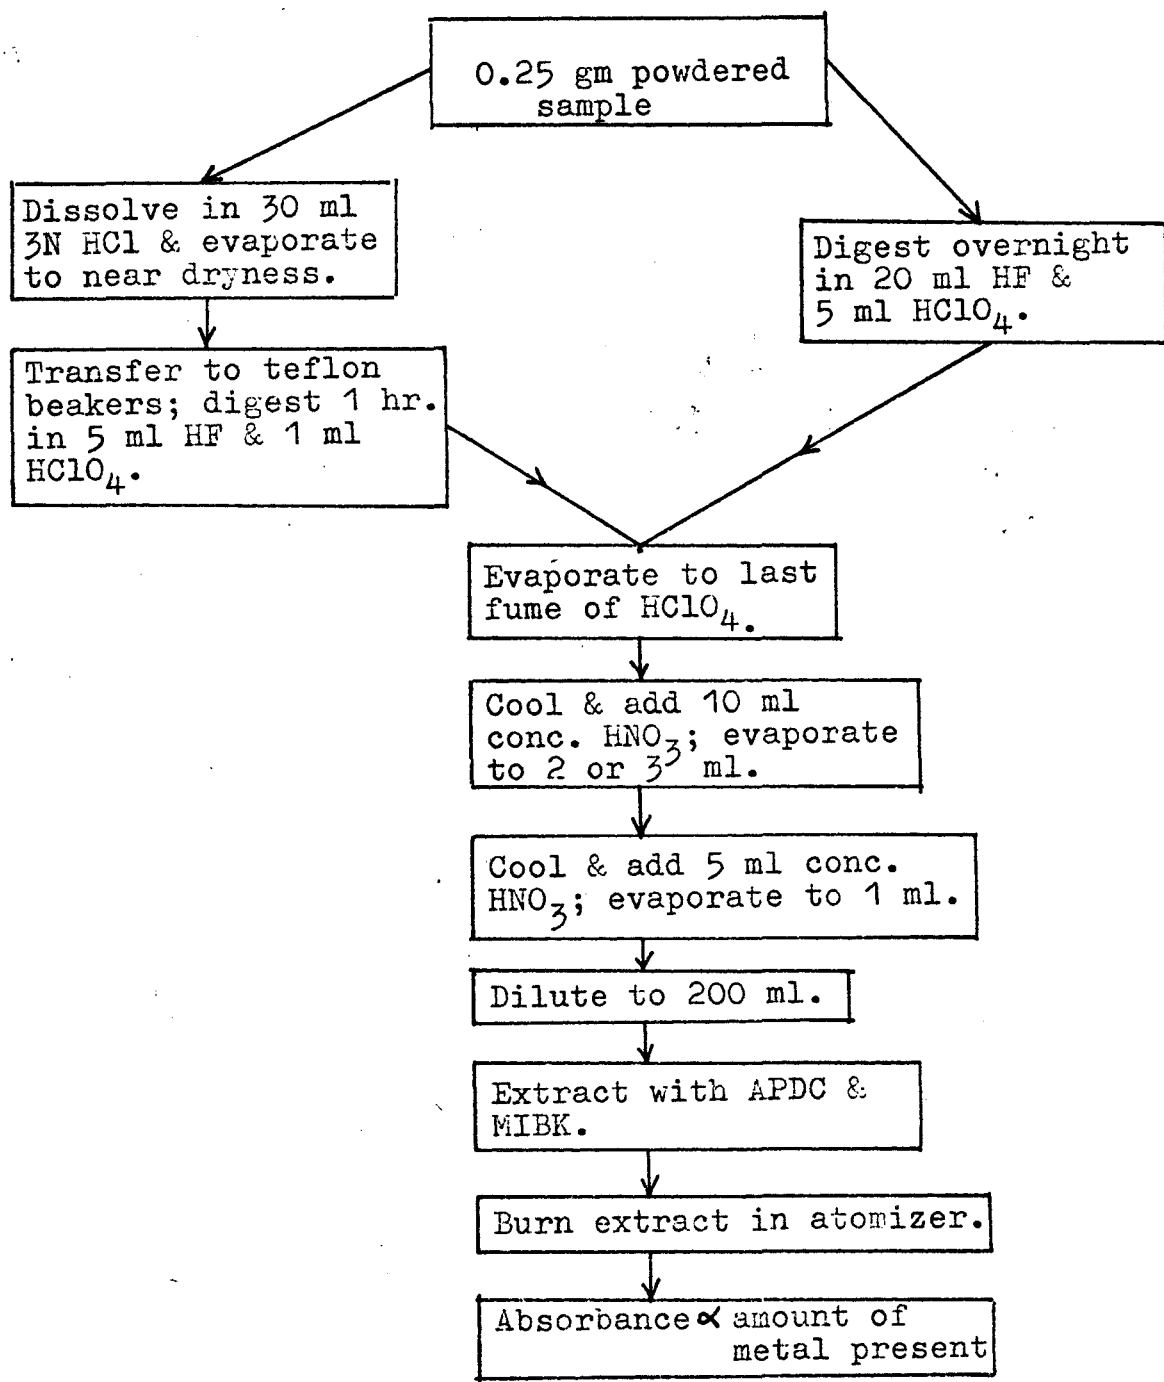 0.25 gm powdered
sample
Dissolve in 30 ml
3N HCl & evaporate
to near dryness.
Transfer to teflon
beakers; digest 1 hr.
in 5 ml HF & 1 ml
HClO₄.
Digest overnight
in 20 ml HF &
5 ml HClO₄.
Evaporate to last
fume of HClO₄.
Cool & add 10 ml
conc. HNO₃; evaporate
to 2 or 3 ml.
Cool & add 5 ml conc.
HNO₃; evaporate to 1 ml.
Dilute to 200 ml.
Extract with APDC &
MIBK.
Burn extract in atomizer.
Absorbance ∝ amount of
metal present